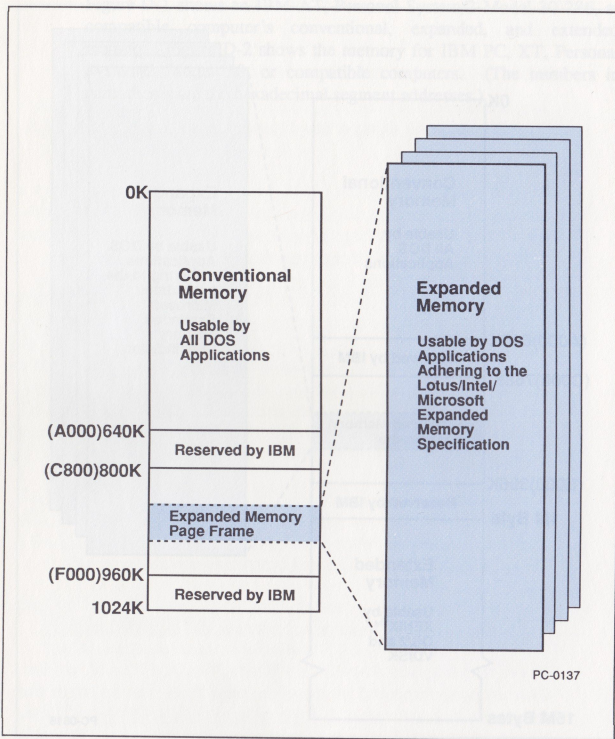 0K
Conventional
Memory
Usable by
All DOS
Applications
(A000)640K
Reserved by IBM
(C800)800K
Expanded Memory
Page Frame
(F000)960K
Reserved by IBM
1024K
Expanded
Memory
Usable by DOS
Applications
Adhering to the
Lotus/Intel/
Microsoft
Expanded
Memory
Specification
PC-0137